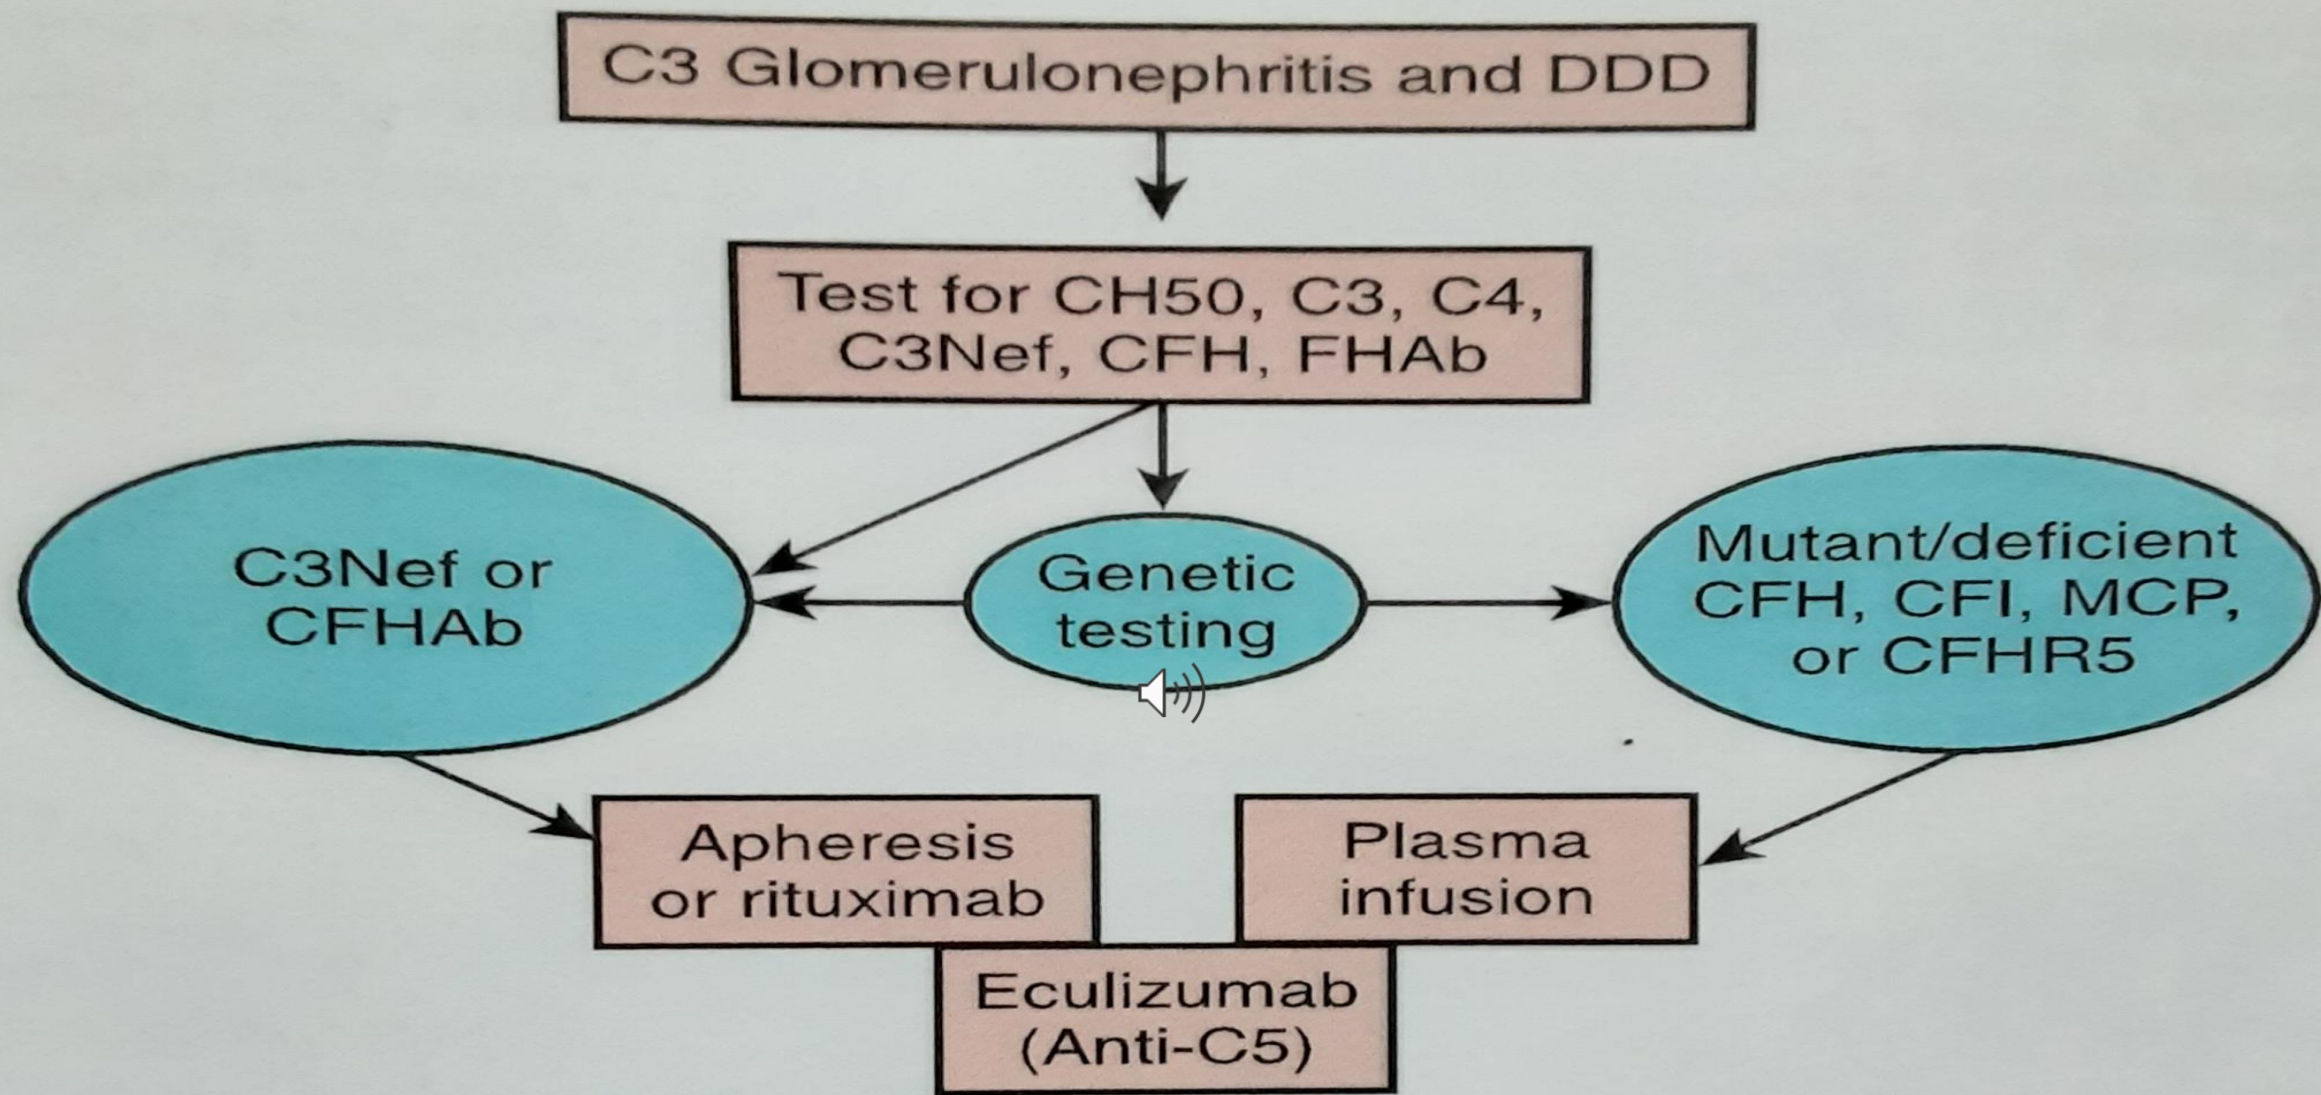 C3 Glomerulonephritis and DDD
Test for CH50, C3, C4,
C3Nef, CFH, FHAb
C3Nef or
CFHAb
Genetic
testing
Mutant/deficient
CFH, CFI, MCP,
or CFHR5
Apheresis
or rituximab
Plasma
infusion
Eculizumab
(Anti-C5)